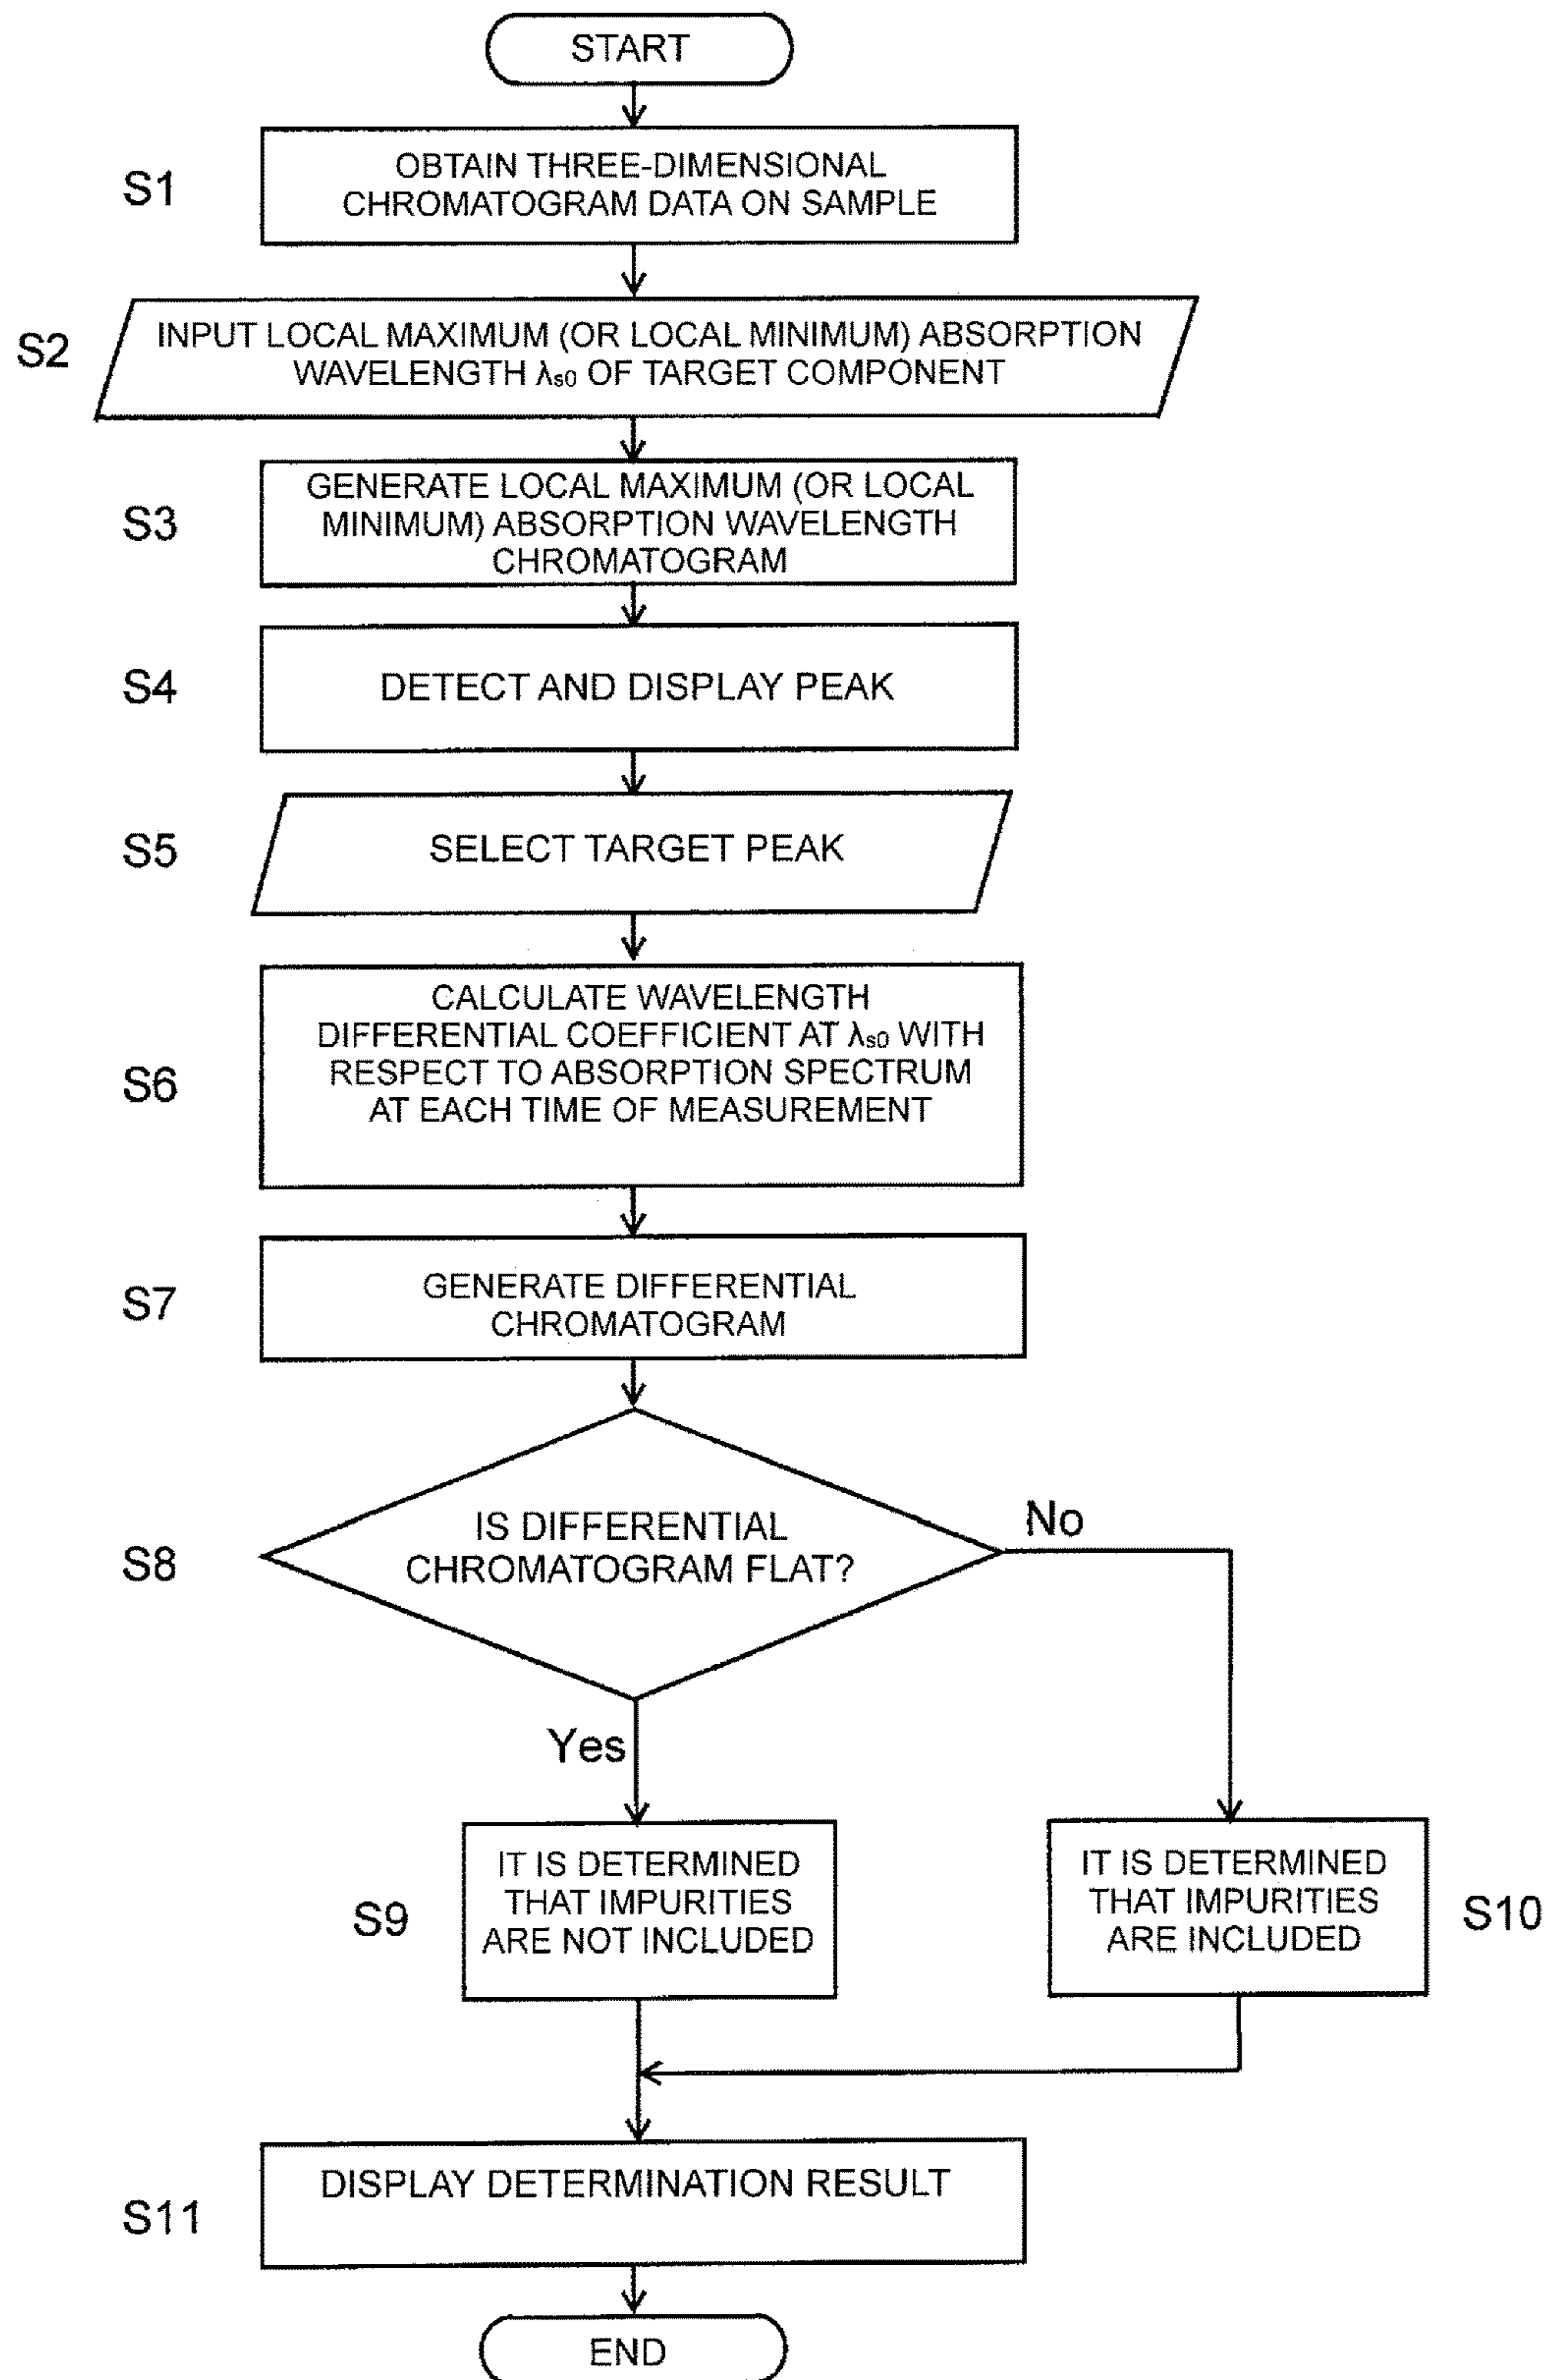 START
S1
OBTAIN THREE-DIMENSIONAL
CHROMATOGRAM DATA ON SAMPLE
S2
INPUT LOCAL MAXIMUM (OR LOCAL MINIMUM) ABSORPTION
WAVELENGTH λs0 OF TARGET COMPONENT
S3
GENERATE LOCAL MAXIMUM (OR LOCAL
MINIMUM) ABSORPTION WAVELENGTH
CHROMATOGRAM
S4
DETECT AND DISPLAY PEAK
S5
SELECT TARGET PEAK
S6
CALCULATE WAVELENGTH
DIFFERENTIAL COEFFICIENT AT λs0 WITH
RESPECT TO ABSORPTION SPECTRUM
AT EACH TIME OF MEASUREMENT
S7
GENERATE DIFFERENTIAL
CHROMATOGRAM
S8
IS DIFFERENTIAL
CHROMATOGRAM FLAT?
No
Yes
S9
IT IS DETERMINED
THAT IMPURITIES
ARE NOT INCLUDED
IT IS DETERMINED
THAT IMPURITIES
ARE INCLUDED
S10
S11
DISPLAY DETERMINATION RESULT
END